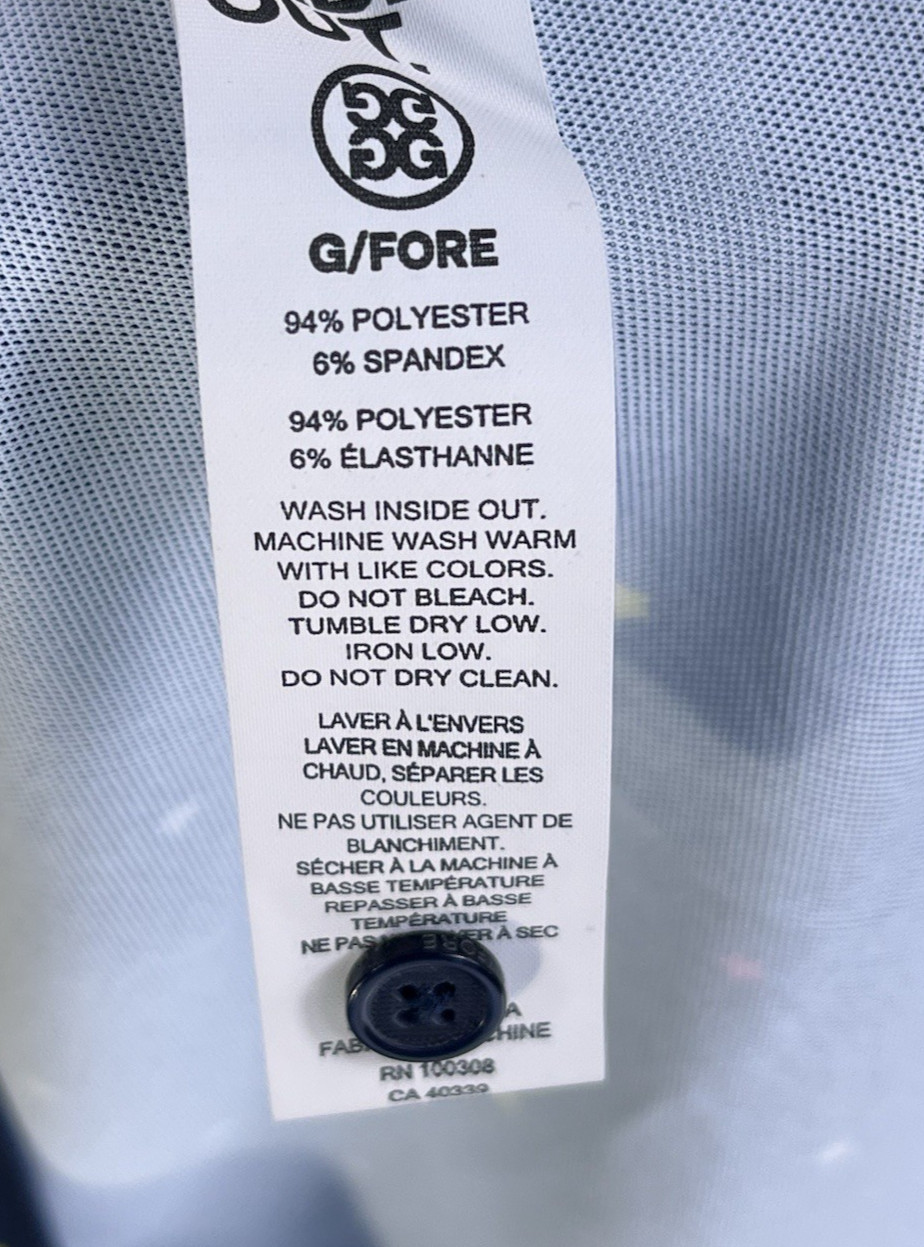 G/FORE
94% POLYESTER
6% SPANDEX
94% POLYESTER
6% ÉLASTHANNE
WASH INSIDE OUT.
MACHINE WASH WARM
WITH LIKE COLORS.
DO NOT BLEACH.
TUMBLE DRY LOW.
IRON LOW.
DO NOT DRY CLEAN.
LAVER À L'ENVERS
LAVER EN MACHINE À
CHAUD, SÉPARER LES
COULEURS.
NE PAS UTILISER AGENT DE
BLANCHIMENT.
SÉCHER À LA MACHINE À
BASSE TEMPÉRATURE
REPASSER À BASSE
TEMPÉRATURE
NE PAS À SEC
RN 100308
CA 40339